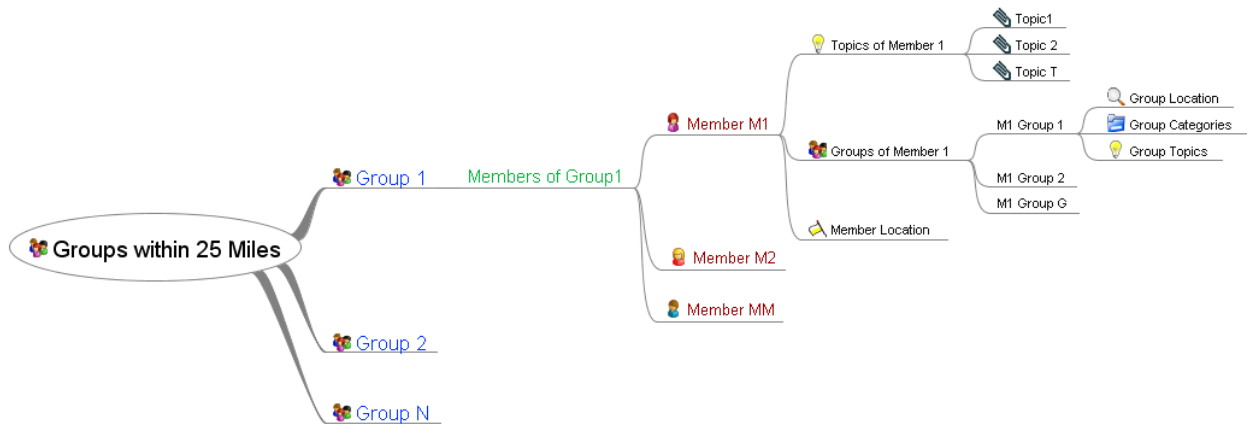 Groups within 25 Miles
Group 1
Members of Group1
Member M1
Topics of Member 1
Topic1
Topic 2
Topic T
Groups of Member 1
M1 Group 1
Group Location
Group Categories
Group Topics
M1 Group 2
M1 Group G
Member Location
Member M2
Member MM
Group 2
Group N